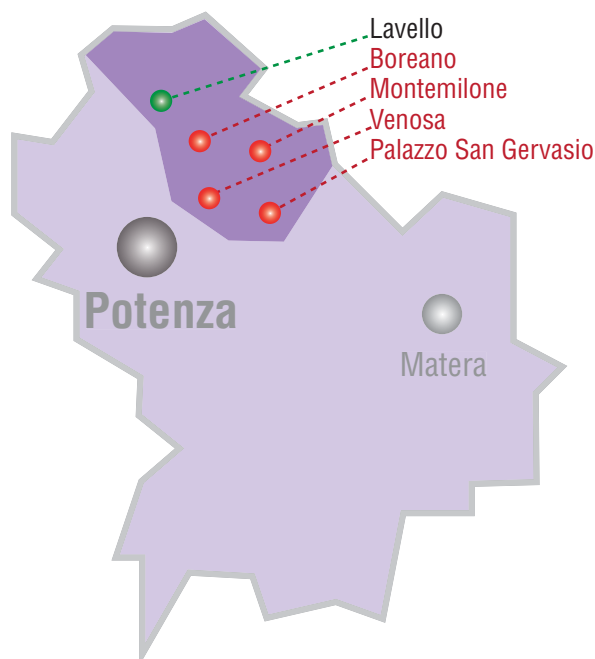 Lavello
Boreano
Montemilone
Venosa
Palazzo San Gervasio
Potenza
Matera